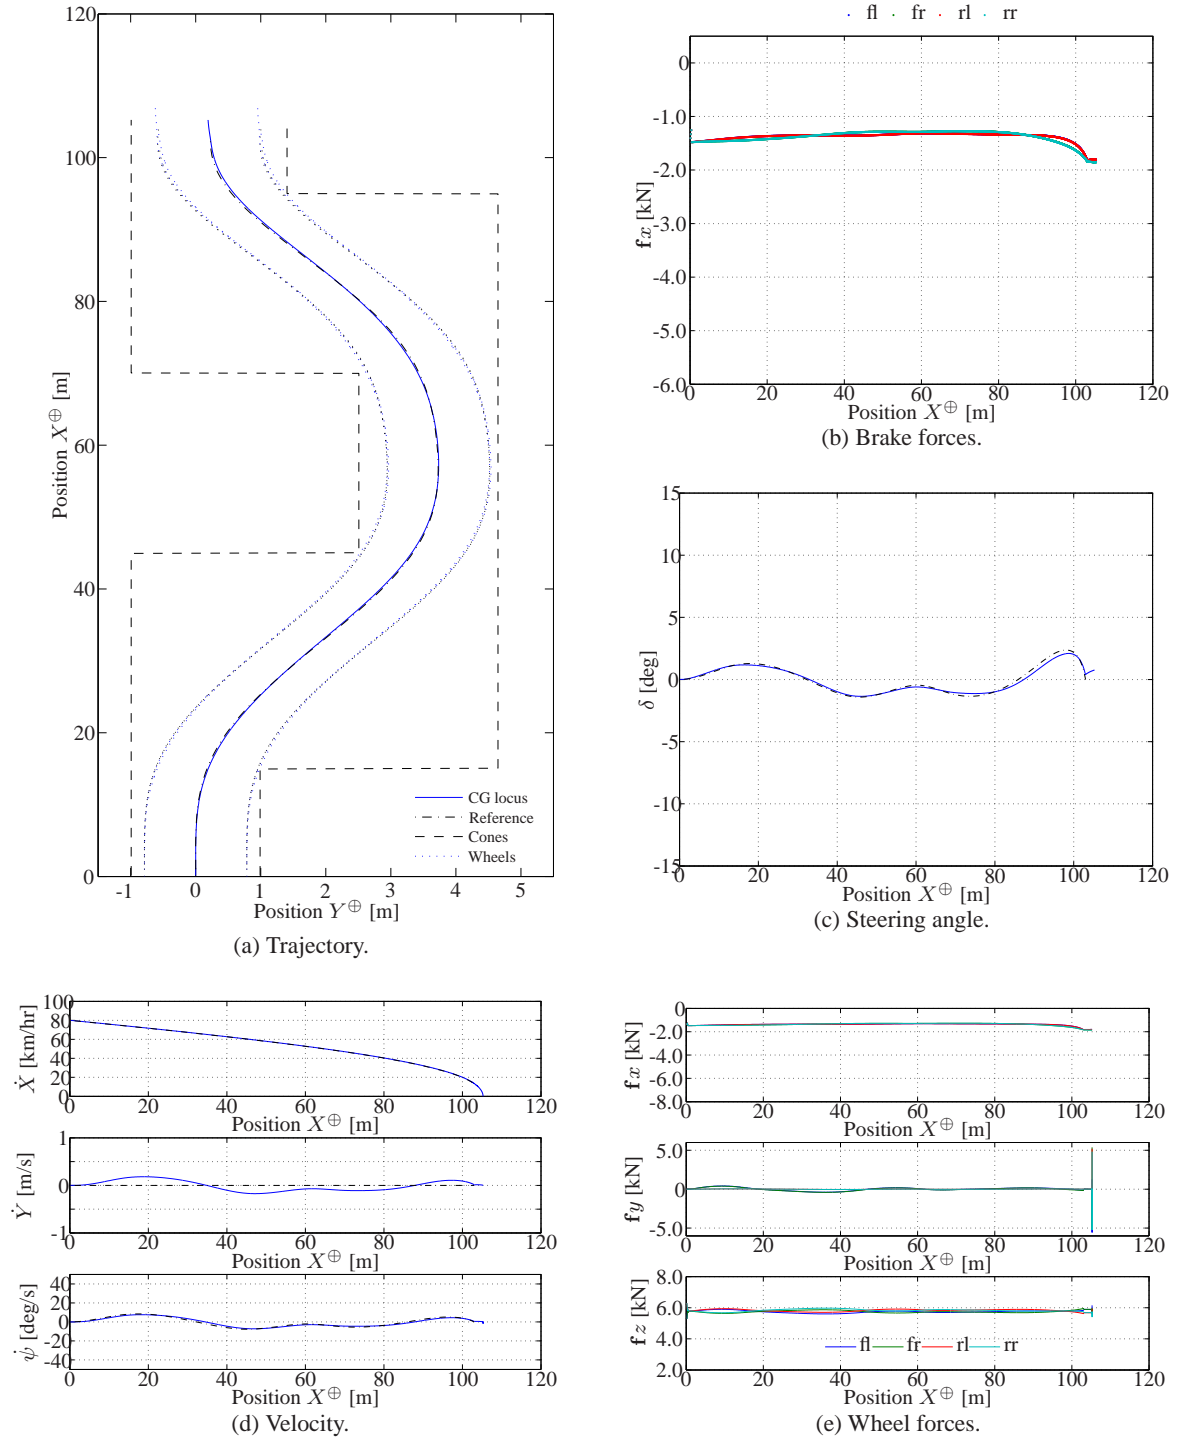 120
100
80
60
40
20
0
-1 0 1 2 3 4 5
Position X⊕ [m]
Position Y⊕ [m]
CG locus
Reference
Cones
Wheels
(a) Trajectory.
fl fr rl rr
0
-1.0
-2.0
-3.0
-4.0
-5.0
-6.0
fx [kN]
0 20 40 60 80 100 120
Position X⊕ [m]
(b) Brake forces.
15
10
5
0
-5
-10
-15
δ [deg]
0 20 40 60 80 100 120
Position X⊕ [m]
(c) Steering angle.
100
80
60
40
20
0
Ẋ [km/hr]
0 20 40 60 80 100 120
Position X⊕ [m]
1
0
-1
Ẏ [m/s]
0 20 40 60 80 100 120
Position X⊕ [m]
40
20
0
-20
-40
ψ̇ [deg/s]
0 20 40 60 80 100 120
Position X⊕ [m]
(d) Velocity.
0
-2.0
-4.0
-6.0
-8.0
fx [kN]
0 20 40 60 80 100 120
Position X⊕ [m]
5.0
0
-5.0
fy [kN]
0 20 40 60 80 100 120
Position X⊕ [m]
8.0
6.0
4.0
2.0
fz [kN]
fl fr rl rr
0 20 40 60 80 100 120
Position X⊕ [m]
(e) Wheel forces.